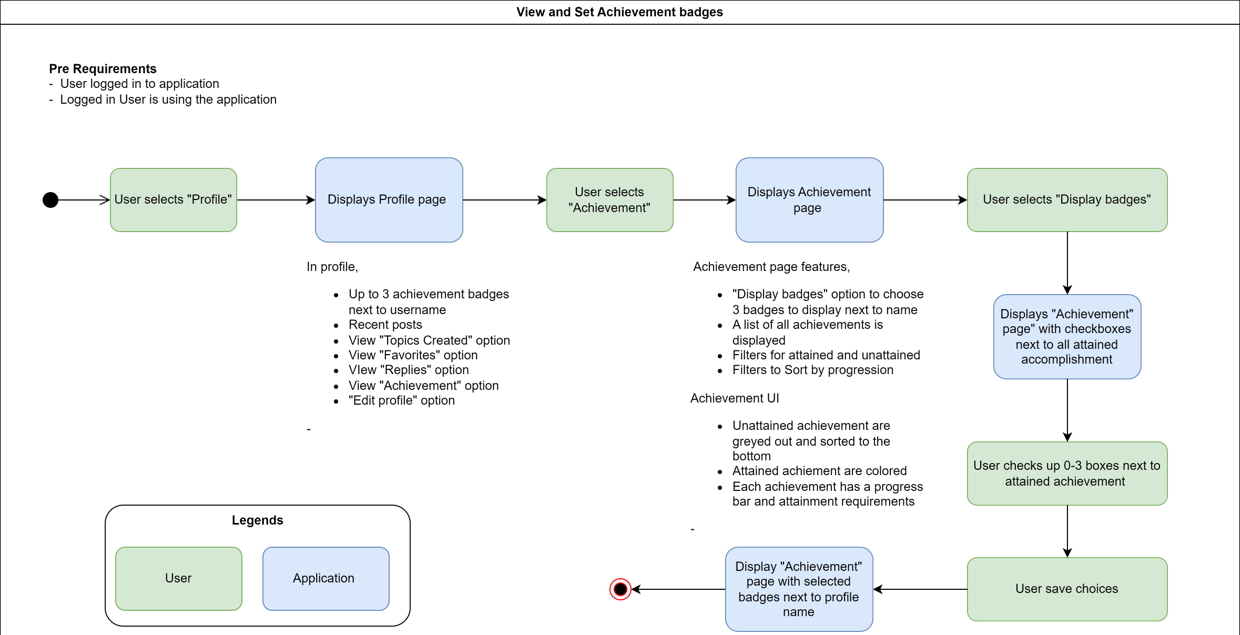 View and Set Achievement badges
Pre Requirements
- User logged in to application
- Logged in User is using the application
User selects "Profile"
Displays Profile page
User selects
"Achievement"
Displays Achievement
page
User selects "Display badges"
In profile,
• Up to 3 achievement badges
next to username
• Recent posts
• View "Topics Created" option
• View "Favorites" option
• VIew "Replies" option
• View "Achievement" option
• "Edit profile" option
-
Achievement page features,
• "Display badges" option to choose
3 badges to display next to name
• A list of all achievements is
displayed
• Filters for attained and unattained
• Filters to Sort by progression
Achievement UI
• Unattained achievement are
greyed out and sorted to the
bottom
• Attained achiement are colored
• Each achievement has a progress
bar and attainment requirements
-
Displays "Achievement"
page" with checkboxes
next to all attained
accomplishment
User checks up 0-3 boxes next to
attained achievement
User save choices
Display "Achievement"
page with selected
badges next to profile
name
Legends
User
Application